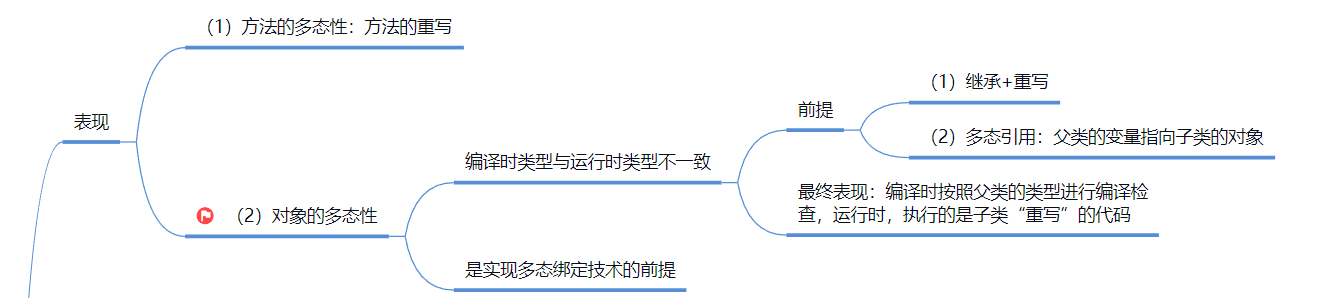 （1）方法的多态性：方法的重写
表现
（2）对象的多态性
编译时类型与运行时类型不一致
前提
（1）继承+重写
（2）多态引用：父类的变量指向子类的对象
最终表现：编译时按照父类的类型进行编译检
查，运行时，执行的是子类“重写”的代码
是实现多态绑定技术的前提